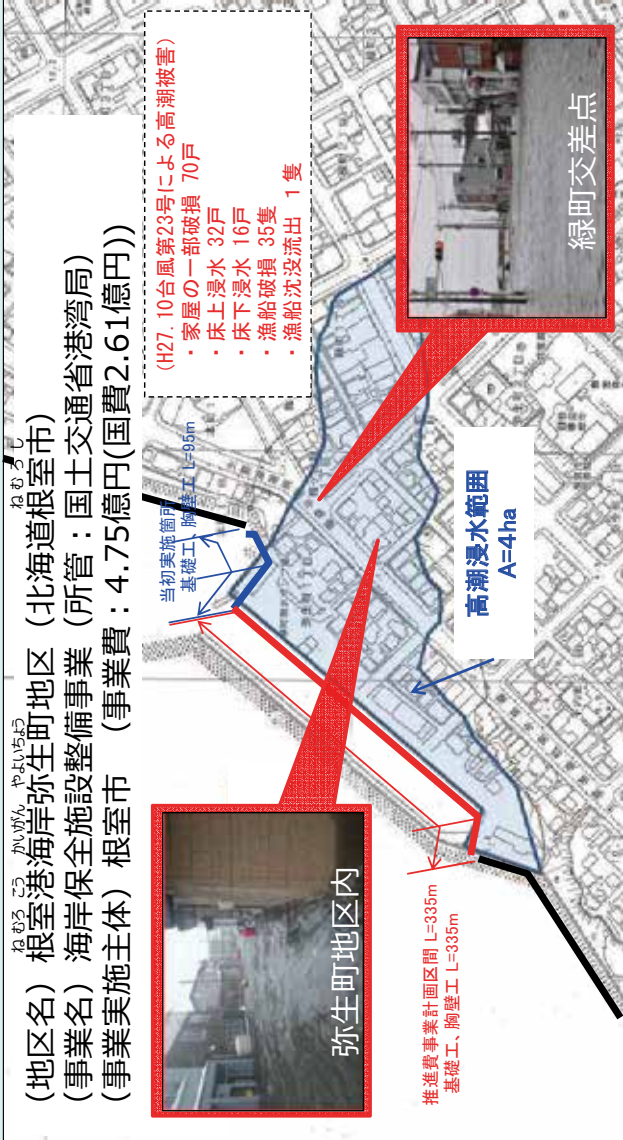 (地区名) 根室港海岸弥生町地区 (北海道根室市)
ねむろ こう かいがん やよいちょう ねむろし
(事業名) 海岸保全施設整備事業 (所管:国土交通省港湾局)
(事業実施主体) 根室市 (事業費:4.75億円(国費2.61億円))
(H27.10台風第23号による高潮被害)
・家屋の一部破損 70戸
・床上浸水 32戸
・床下浸水 16戸
・漁船破損 35隻
・漁船沈没流出 1隻
当初実施箇所
基礎工、胸壁工 L=95m
弥生町地区内
緑町交差点
高潮浸水範囲
A=4ha
推進費事業計画区間 L=335m
基礎工、胸壁工 L=335m